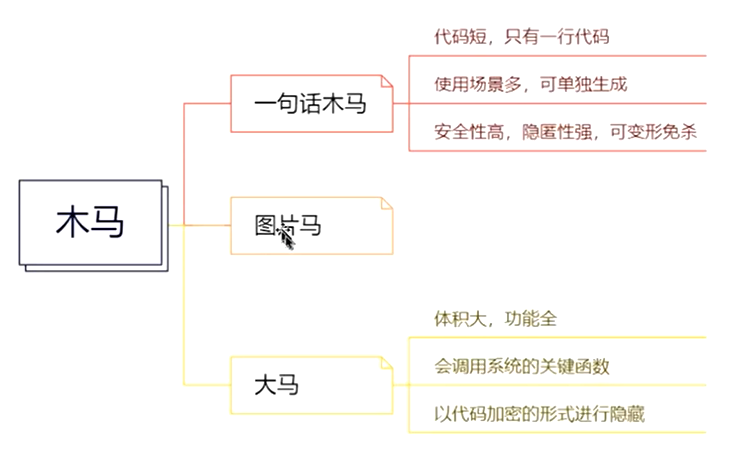 木马
一句话木马
代码短，只有一行代码
使用场景多，可单独生成
安全性高，隐匿性强，可变形免杀
图片马
大马
体积大，功能全
会调用系统的关键函数
以代码加密的形式进行隐藏